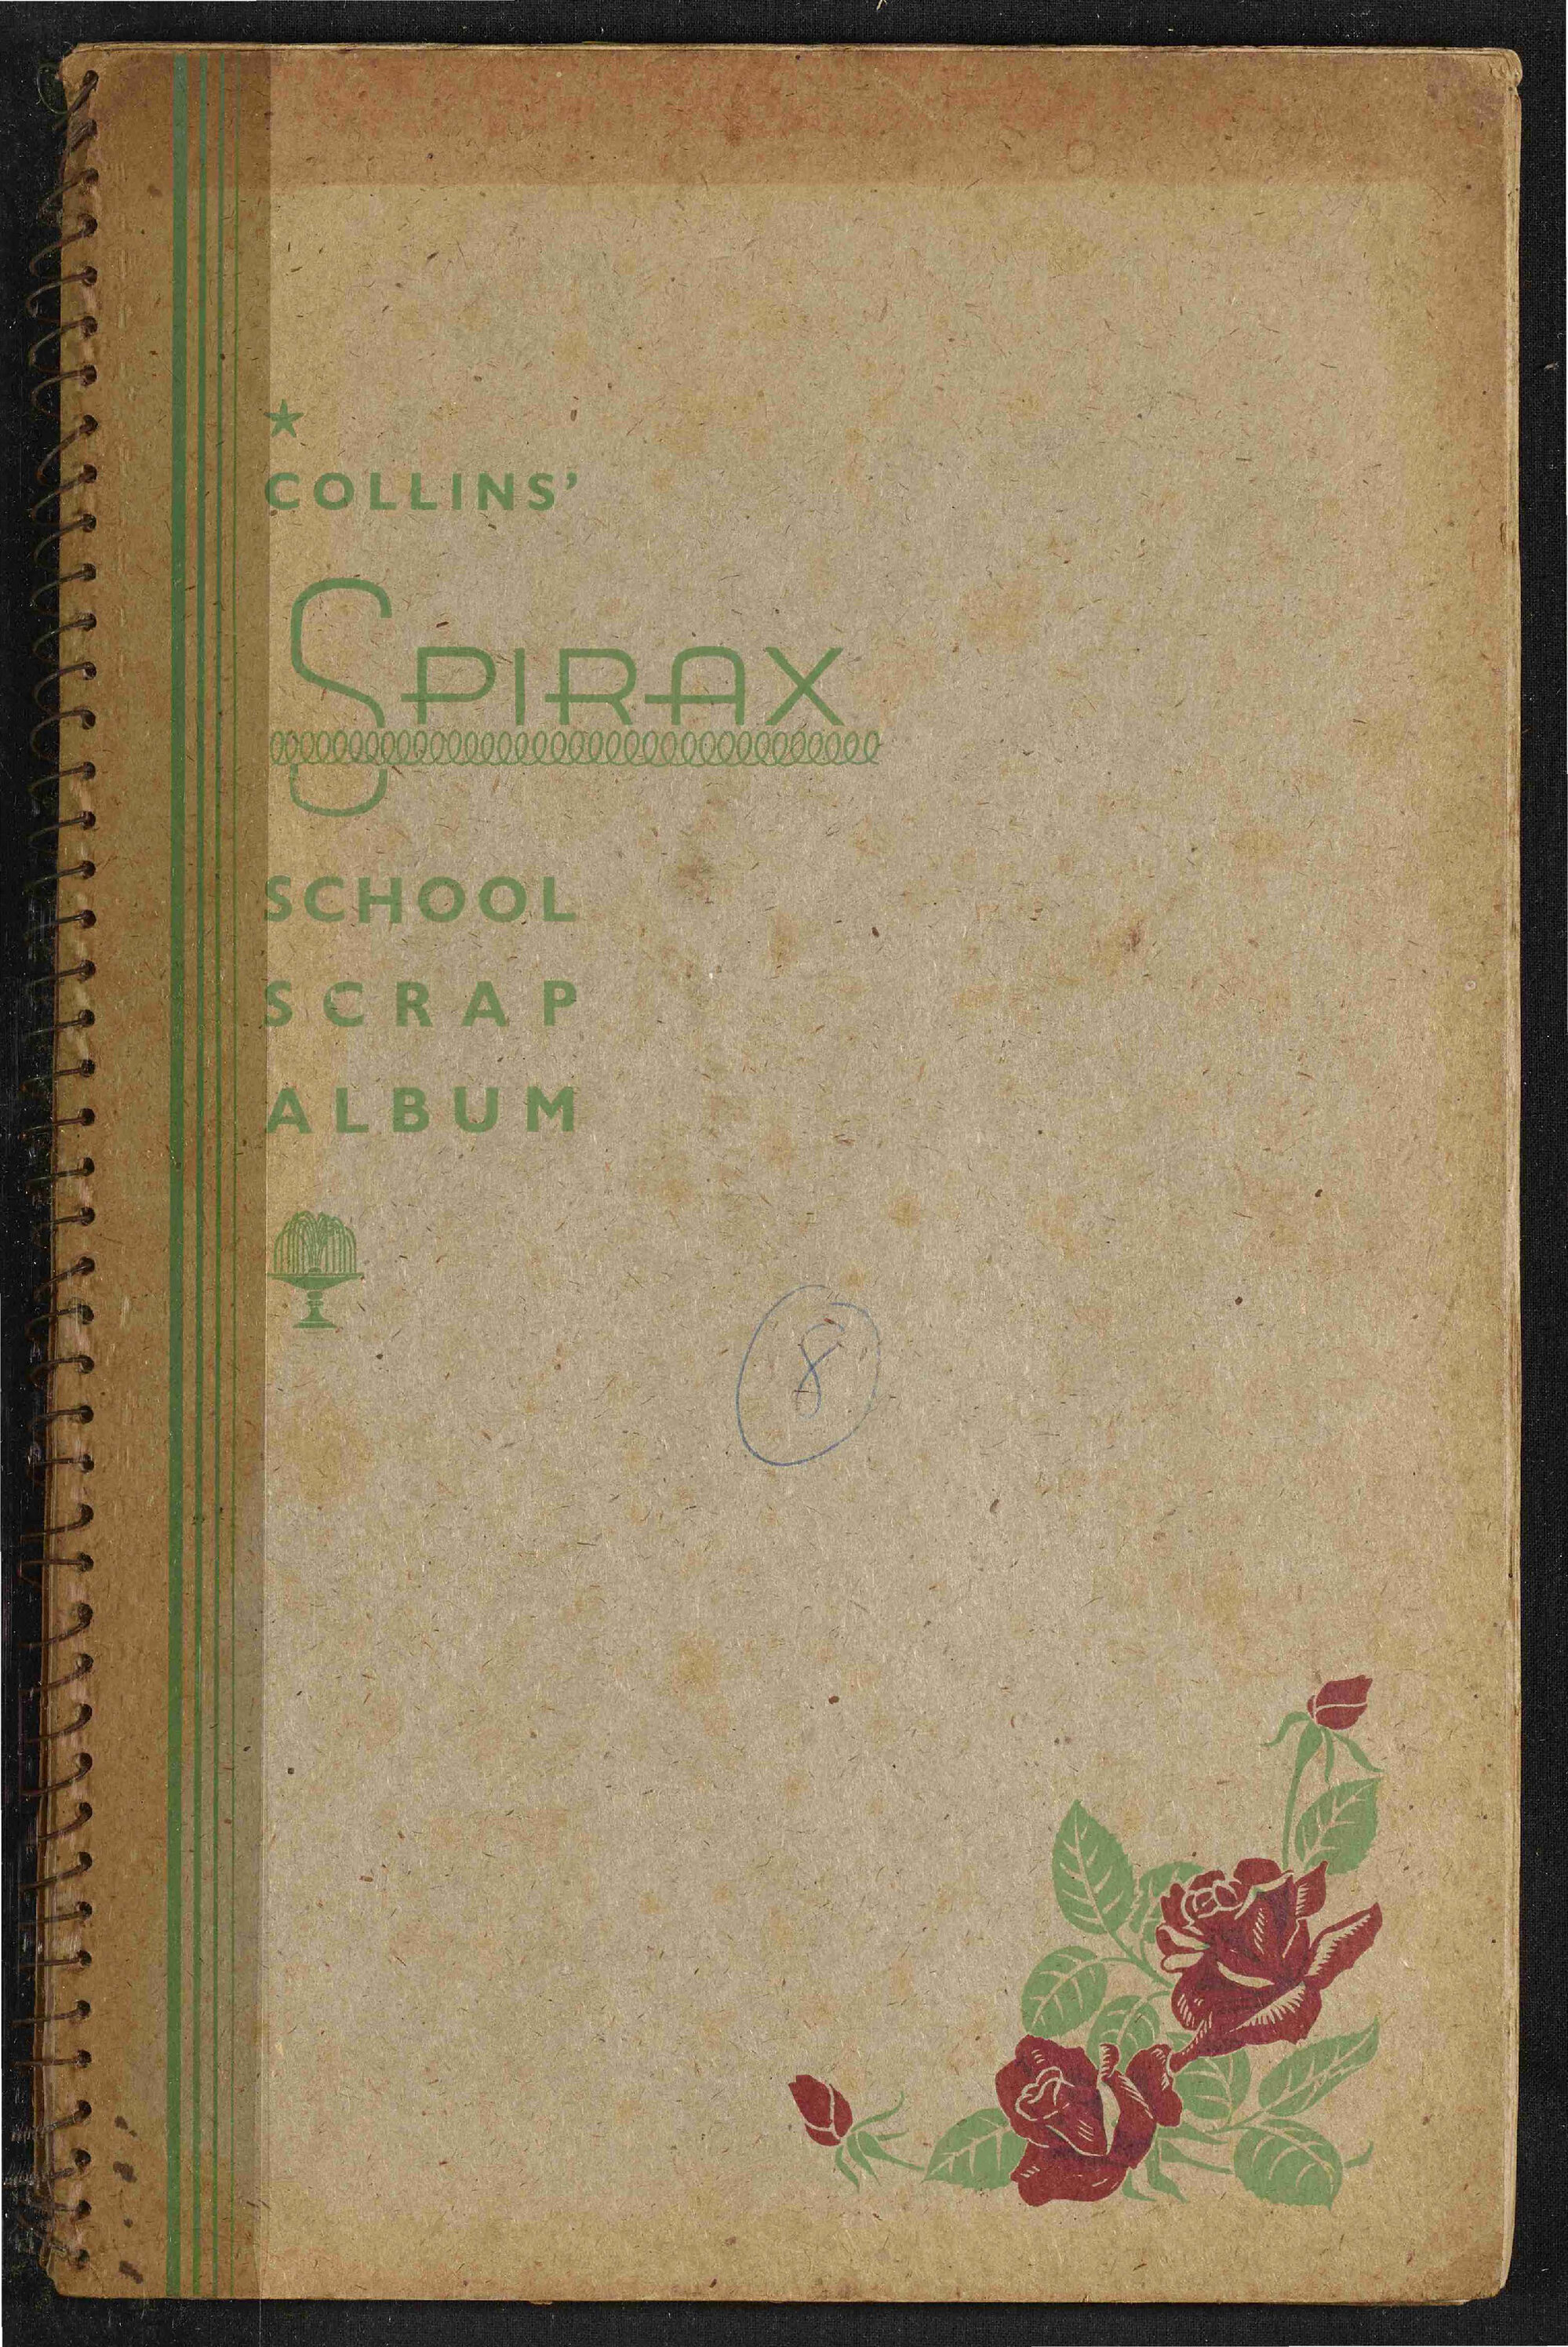 COLLINS'
SPIRAX
SCHOOL
SCRAP
ALBUM
8